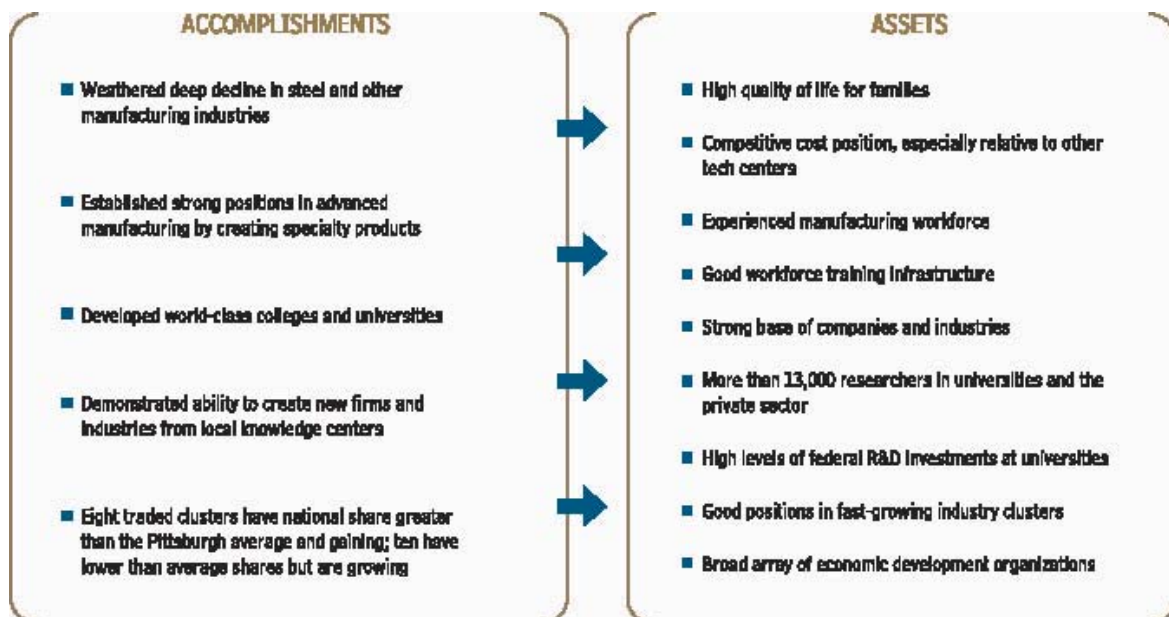 ACCOMPLISHMENTS
Weathered deep decline in steel and other
manufacturing industries
Established strong positions in advanced
manufacturing by creating specialty products
Developed world-class colleges and universities
Demonstrated ability to create new firms and
industries from local knowledge centers
Eight traded clusters have national share greater
than the Pittsburgh average and gaining; ten have
lower than average shares but are growing
ASSETS
High quality of life for families
Competitive cost position, especially relative to other
tech centers
Experienced manufacturing workforce
Good workforce training infrastructure
Strong base of companies and industries
More than 13,000 researchers in universities and the
private sector
High levels of federal R&D investments at universities
Good positions in fast-growing industry clusters
Broad array of economic development organizations